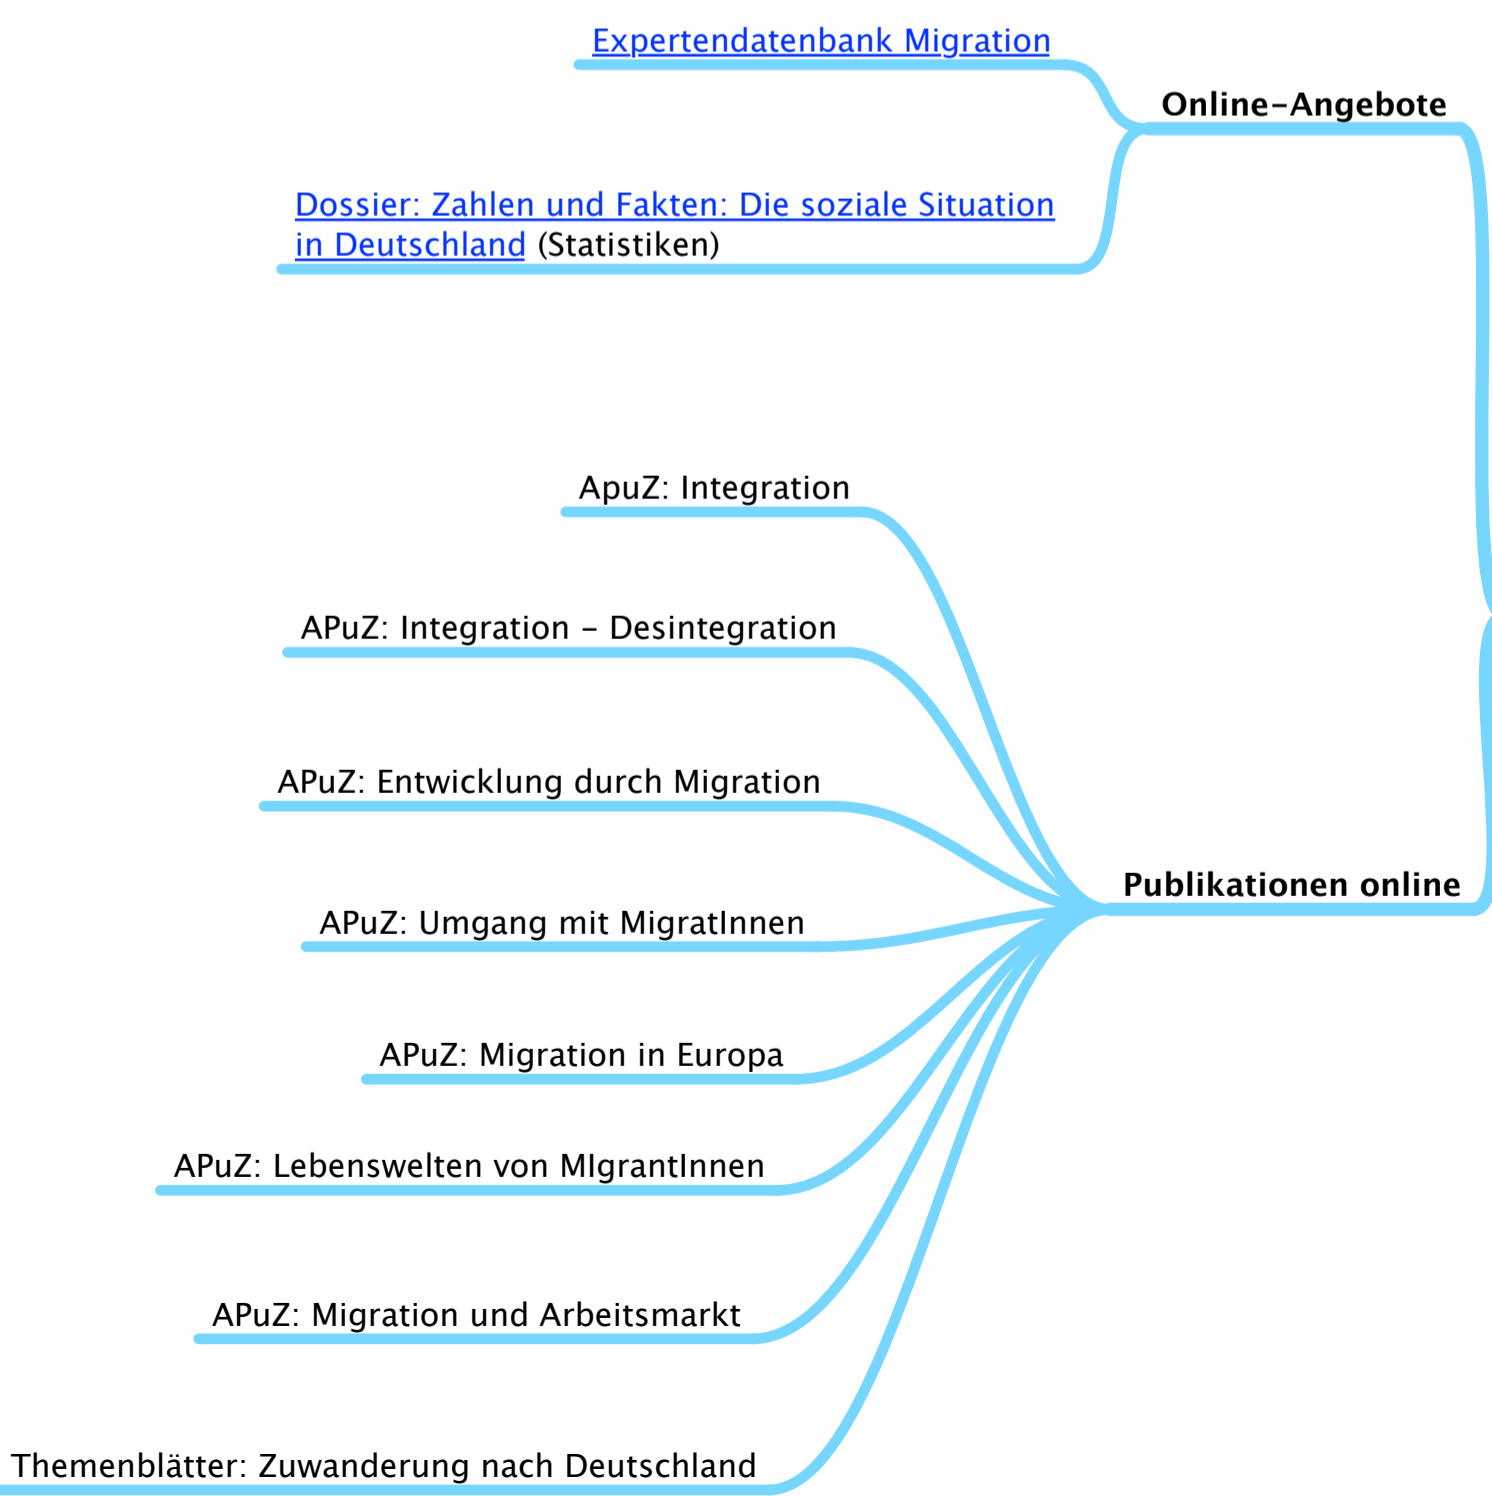 Expertendatenbank Migration
Online-Angebote
Dossier: Zahlen und Fakten: Die soziale Situation
in Deutschland (Statistiken)
ApuZ: Integration
APuZ: Integration - Desintegration
APuZ: Entwicklung durch Migration
Publikationen online
APuZ: Umgang mit MigratInnen
APuZ: Migration in Europa
APuZ: Lebenswelten von MIgrantInnen
APuZ: Migration und Arbeitsmarkt
Themenblätter: Zuwanderung nach Deutschland